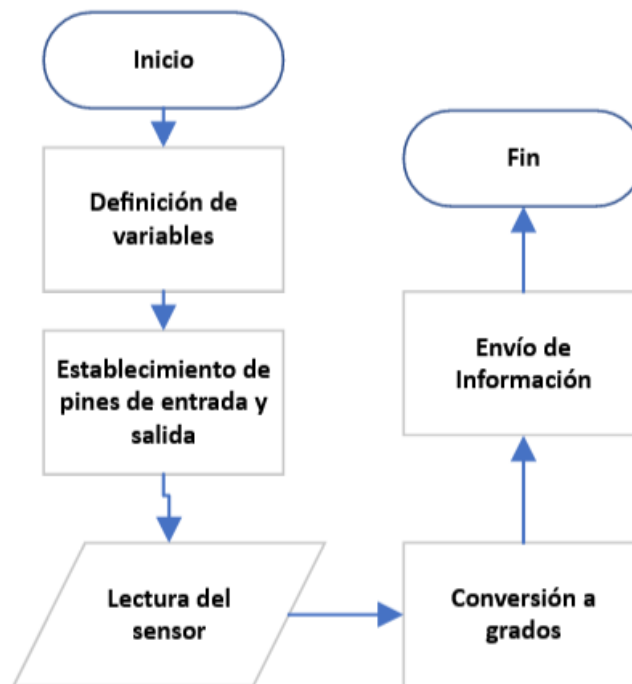 Inicio
Definición de
variables
Establecimiento de
pines de entrada y
salida
Lectura del
sensor
Conversión a
grados
Envío de
Información
Fin